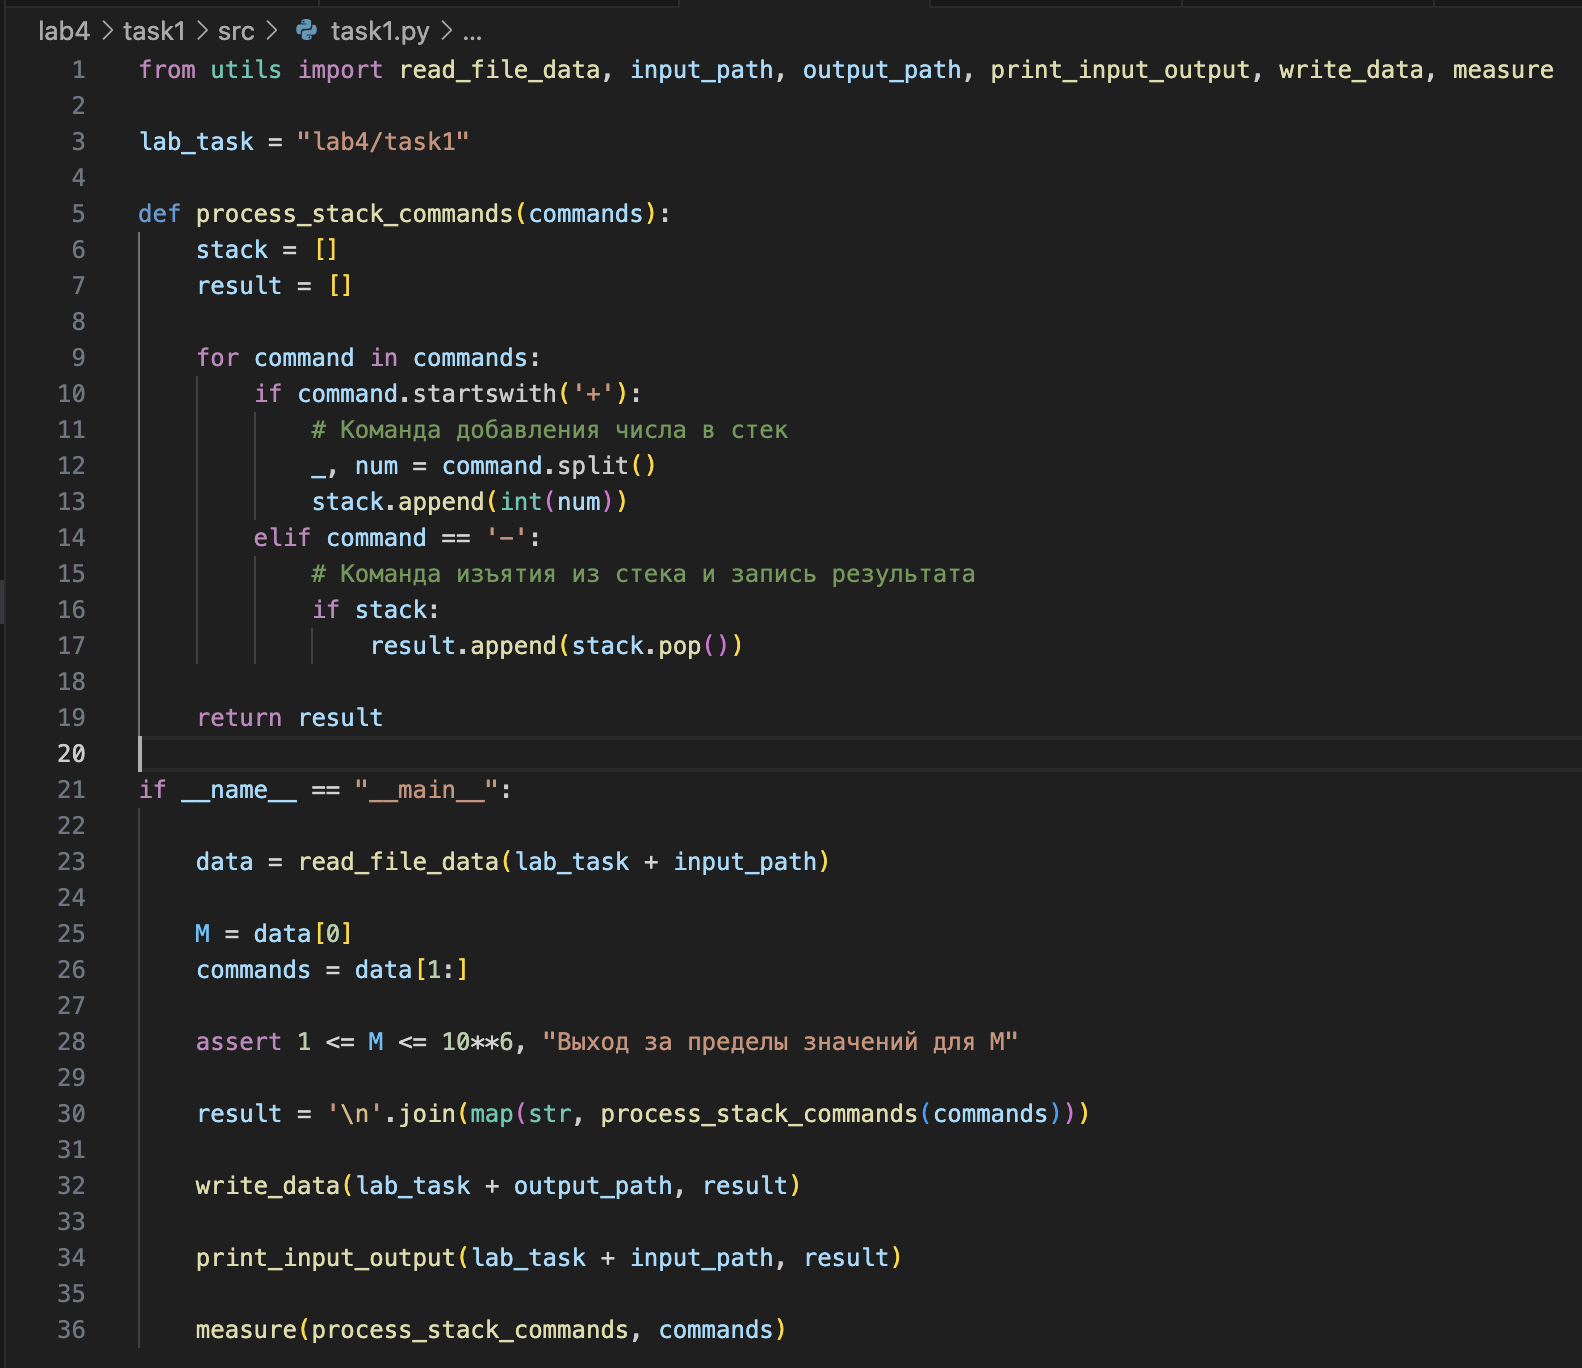 lab4 > task1 > src > task1.py > ...
1 from utils import read_file_data, input_path, output_path, print_input_output, write_data, measure
2
3 lab_task = "lab4/task1"
4
5 def process_stack_commands(commands):
6     stack = []
7     result = []
8
9     for command in commands:
10         if command.startswith('+'):
11             # Команда добавления числа в стек
12             _, num = command.split()
13             stack.append(int(num))
14         elif command == '-':
15             # Команда изъятия из стека и запись результата
16             if stack:
17                 result.append(stack.pop())
18
19     return result
20
21 if __name__ == "__main__":
22
23     data = read_file_data(lab_task + input_path)
24
25     M = data[0]
26     commands = data[1:]
27
28     assert 1 <= M <= 10**6, "Выход за пределы значений для M"
29
30     result = '\n'.join(map(str, process_stack_commands(commands)))
31
32     write_data(lab_task + output_path, result)
33
34     print_input_output(lab_task + input_path, result)
35
36     measure(process_stack_commands, commands)